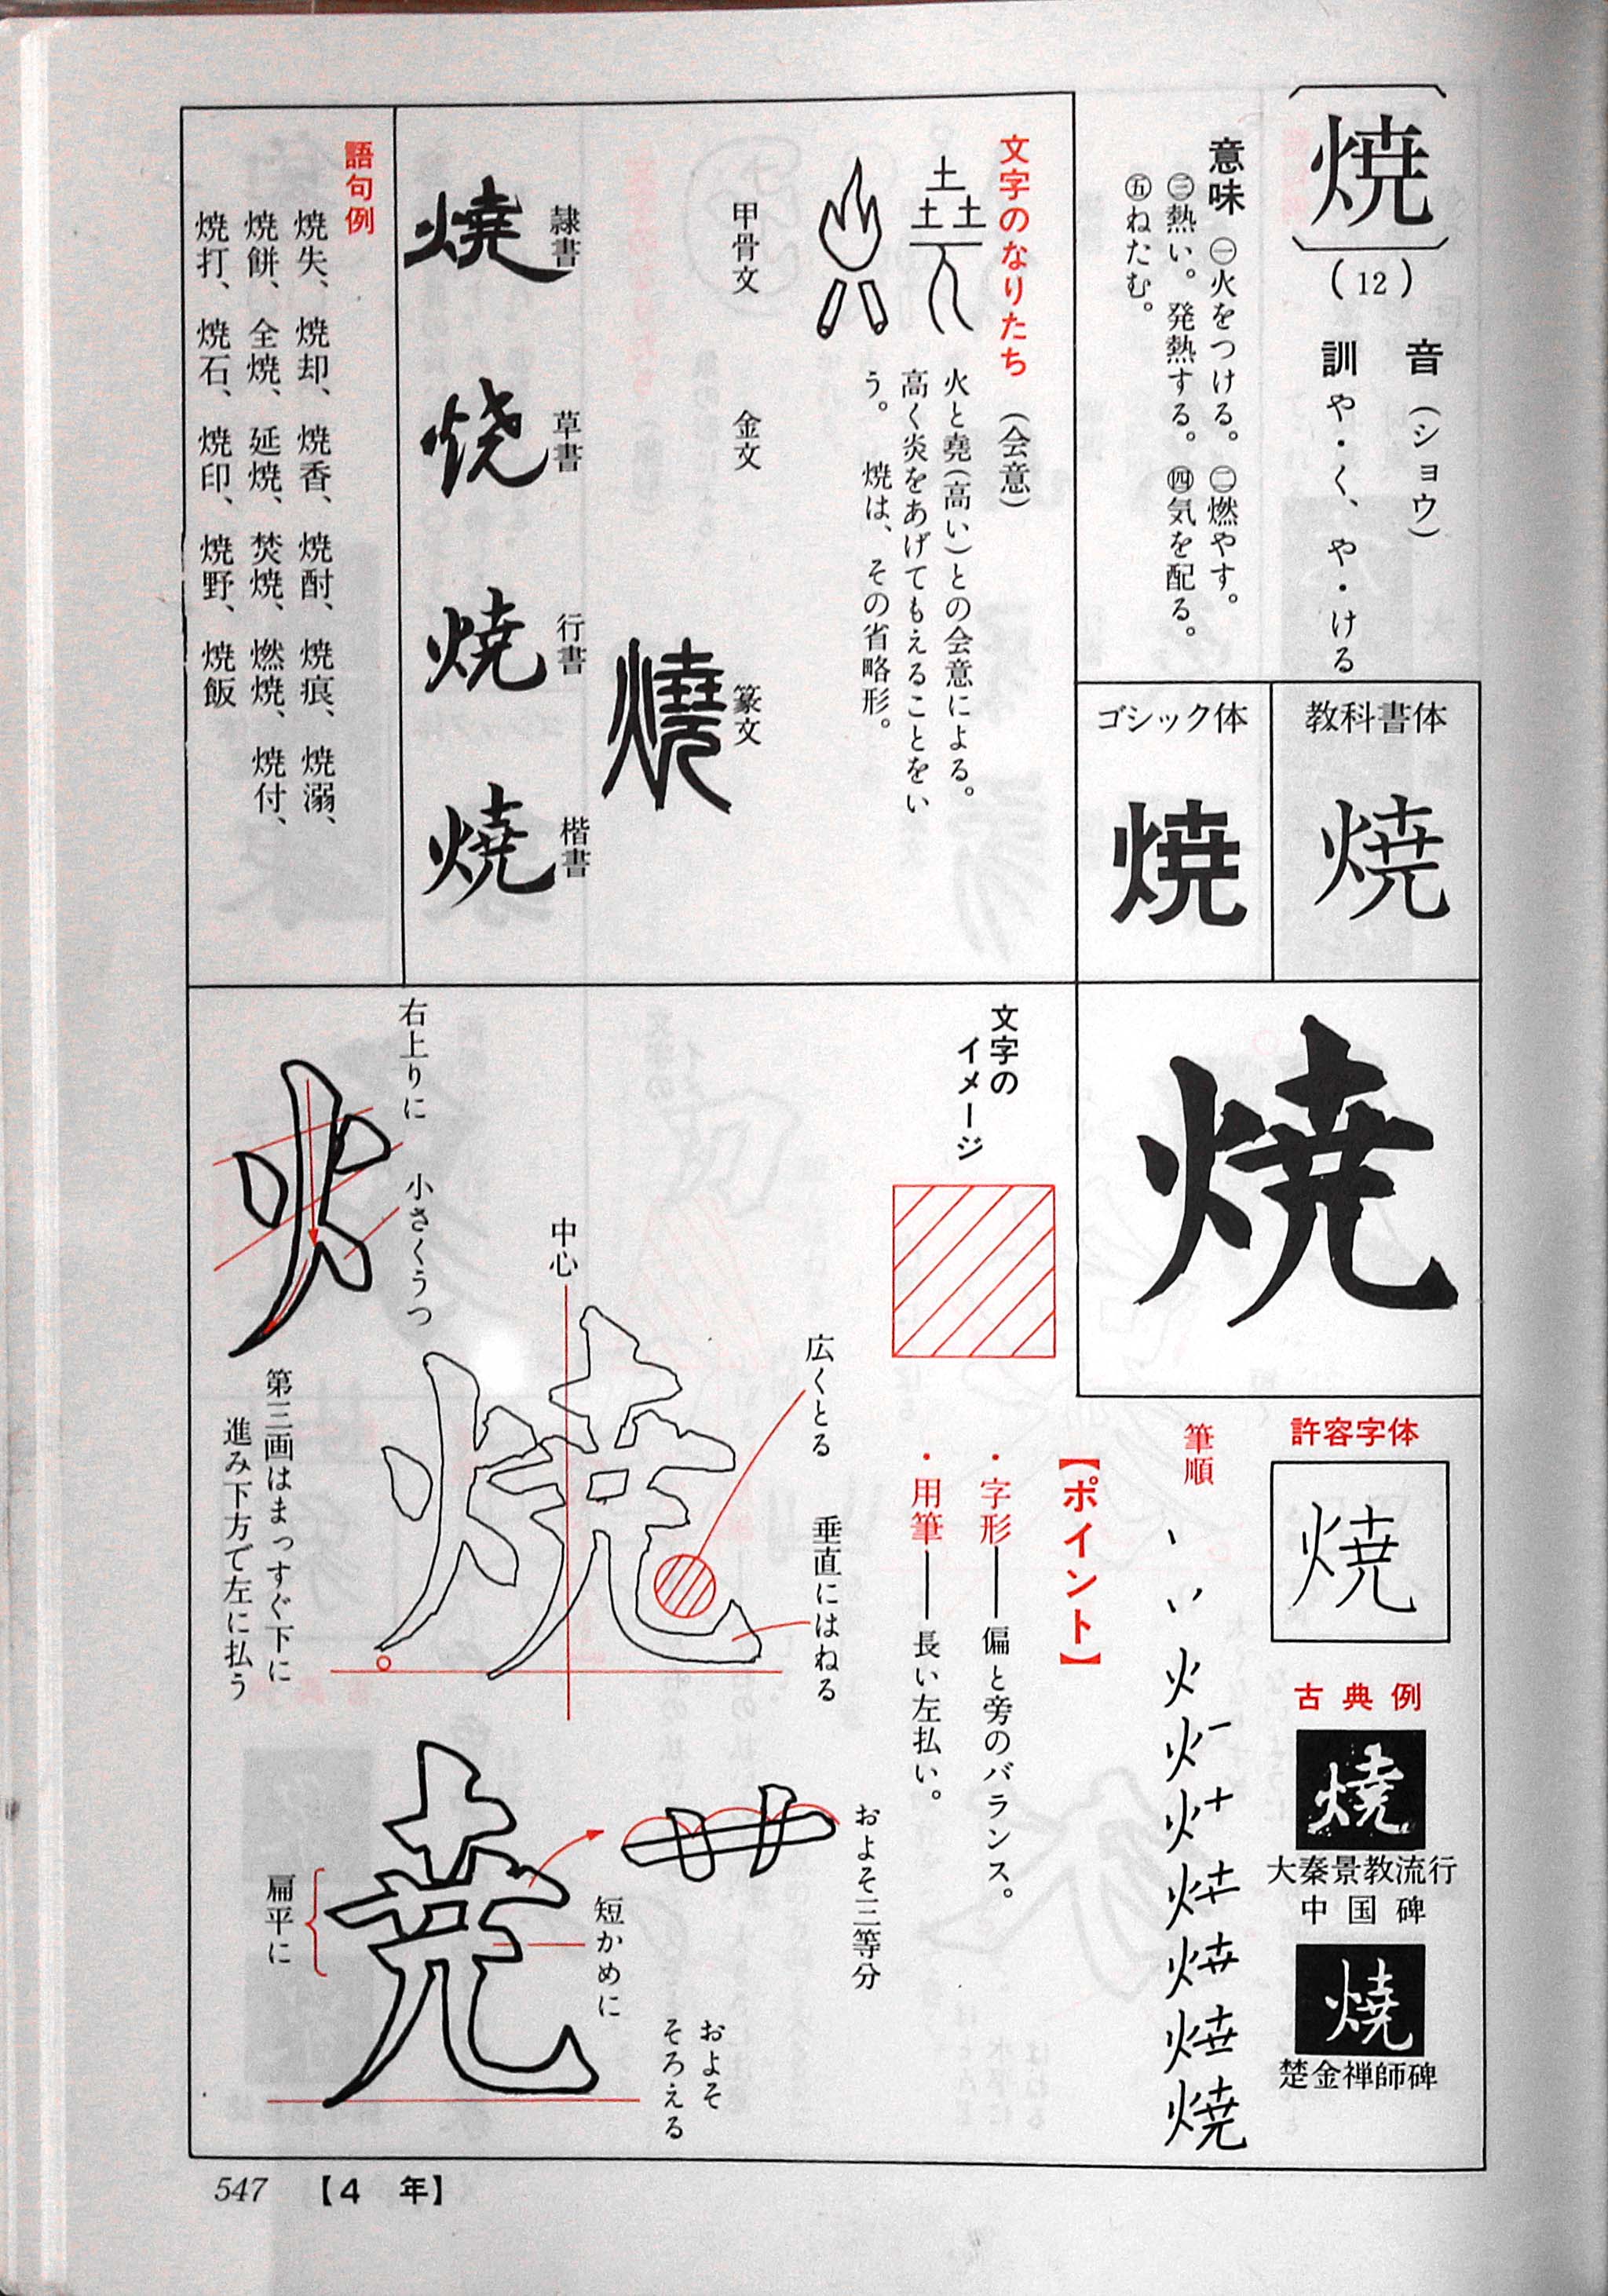 焼
（12）
音（ショウ）
訓 や・く、や・ける
意味 ㊀火をつける。㊁燃やす。
㊂熱い。発熱する。㊃気を配る。
㊄ねたむ。
教科書体
焼
ゴシック体
焼
文字のなりたち（会意）
火と堯（高い）との会意による。
高く炎をあげてもえることをい
う。　焼は、その省略形。
甲骨文
金文
篆文
燒
隷書
燒
草書
焼
行書
焼
楷書
焼
語句例
焼失、焼却、焼香、焼酎、焼痕、焼溺、
焼餅、全焼、延焼、焚焼、燃焼、焼付、
焼打、焼石、焼印、焼野、焼飯
焼
許容字体
焼
古典例
燒
大秦景教流行
中国碑
燒
楚金禅師碑
筆順
焼
【ポイント】
・字形――偏と旁のバランス。
・用筆――長い左払い。
文字の
イメージ
広くとる
垂直にはねる
中心
右上りに
小さくうつ
第三画はまっすぐ下に
進み下方で左に払う
およそ三等分
短かめに
扁平に
およそ
そろえる
547 【4　年】